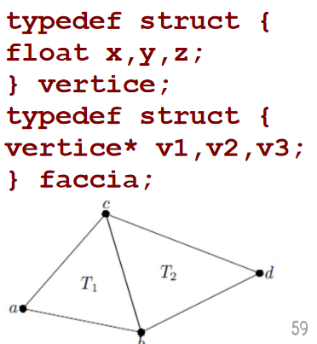 typedef struct {
float x,y,z;
} vertice;
typedef struct {
vertice* v1,v2,v3;
} faccia;
c
T1 T2 d
a
59